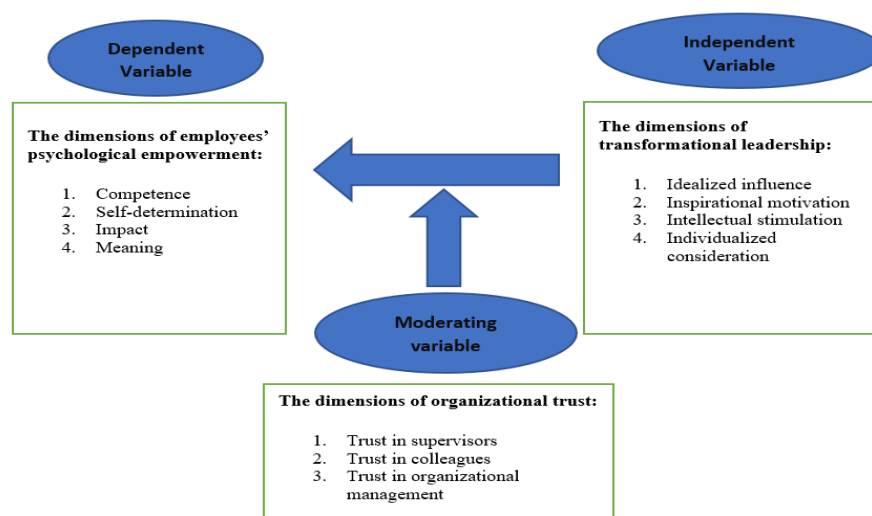 Dependent
Variable
The dimensions of employees’
psychological empowerment:
1. Competence
2. Self-determination
3. Impact
4. Meaning
Independent
Variable
The dimensions of
transformational leadership:
1. Idealized influence
2. Inspirational motivation
3. Intellectual stimulation
4. Individualized
consideration
Moderating
variable
The dimensions of organizational trust:
1. Trust in supervisors
2. Trust in colleagues
3. Trust in organizational
management